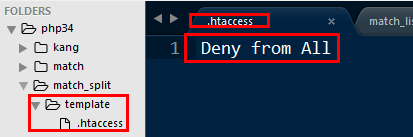 FOLDERS
php34
kang
match
match_split
template
.htaccess
.htaccess ×
match_lis
1 Deny from All